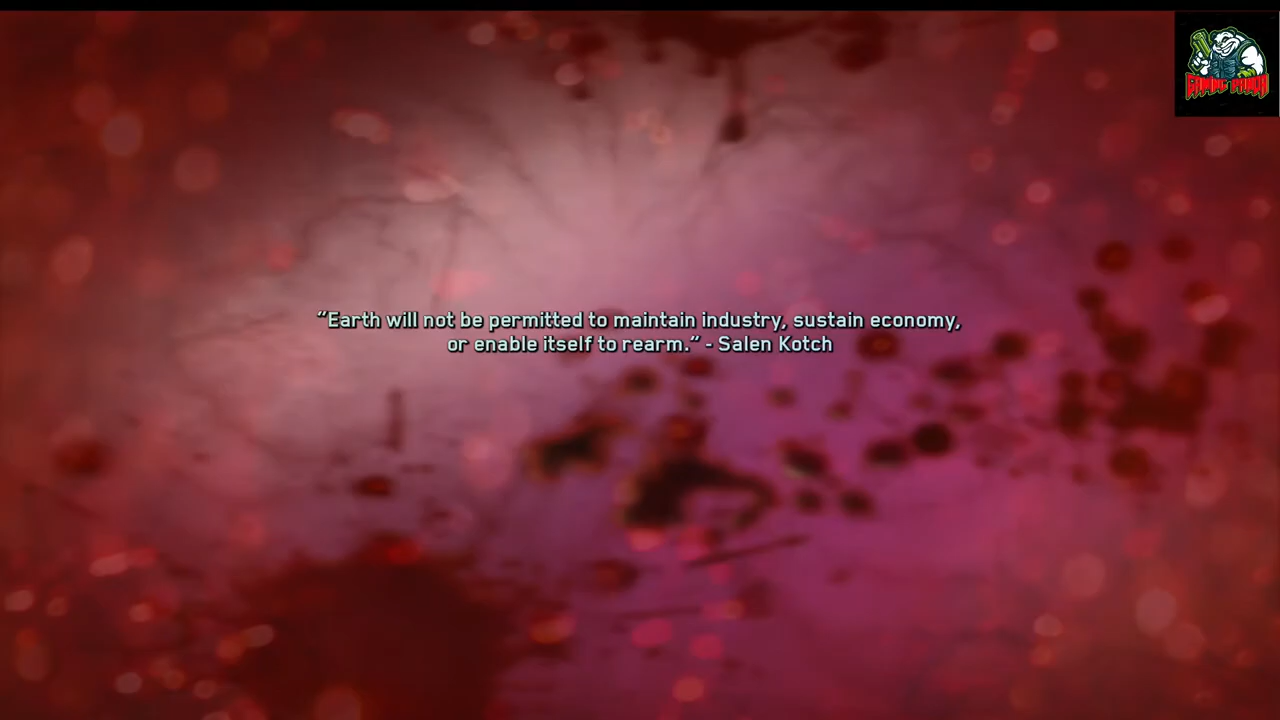 “Earth will not be permitted to maintain industry, sustain economy,
or enable itself to rearm.” - Salen Kotch